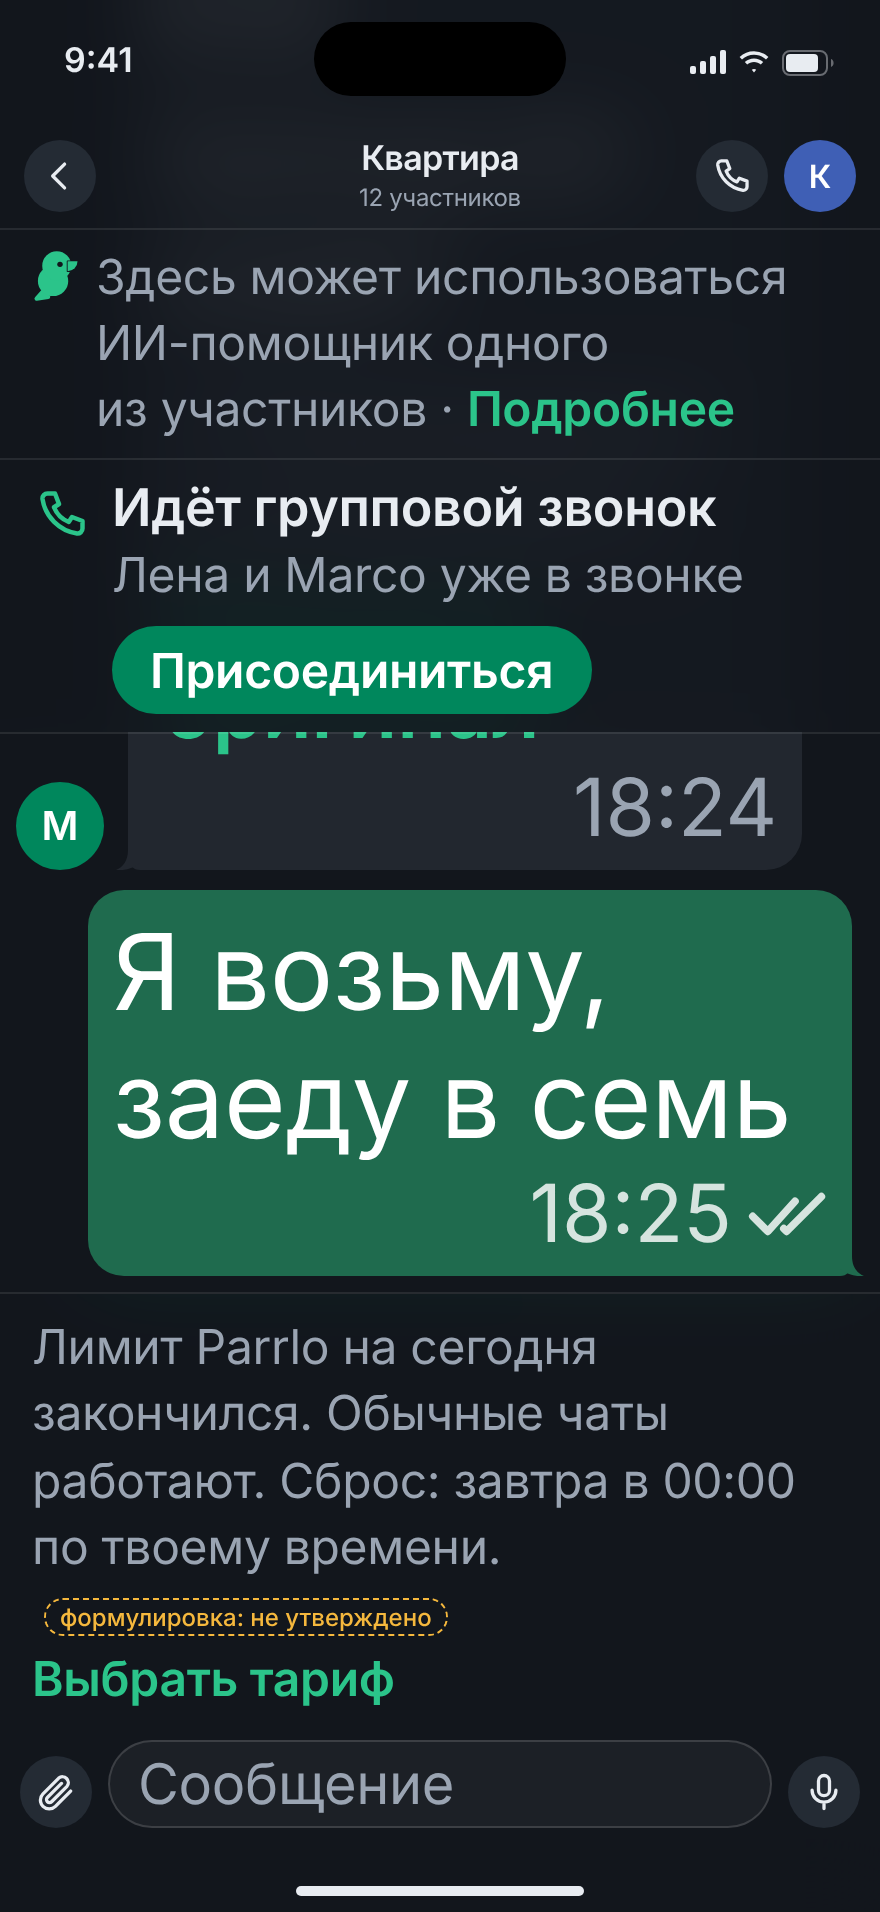 9:41
Квартира
12 участников
К
Здесь может использоваться
ИИ-помощник одного
из участников · Подробнее
Идёт групповой звонок
Лена и Marco уже в звонке
Присоединиться
оригинал
18:24
M
Я возьму,
заеду в семь
18:25
Лимит Parrlo на сегодня
закончился. Обычные чаты
работают. Сброс: завтра в 00:00
по твоему времени.
формулировка: не утверждено
Выбрать тариф
Сообщение